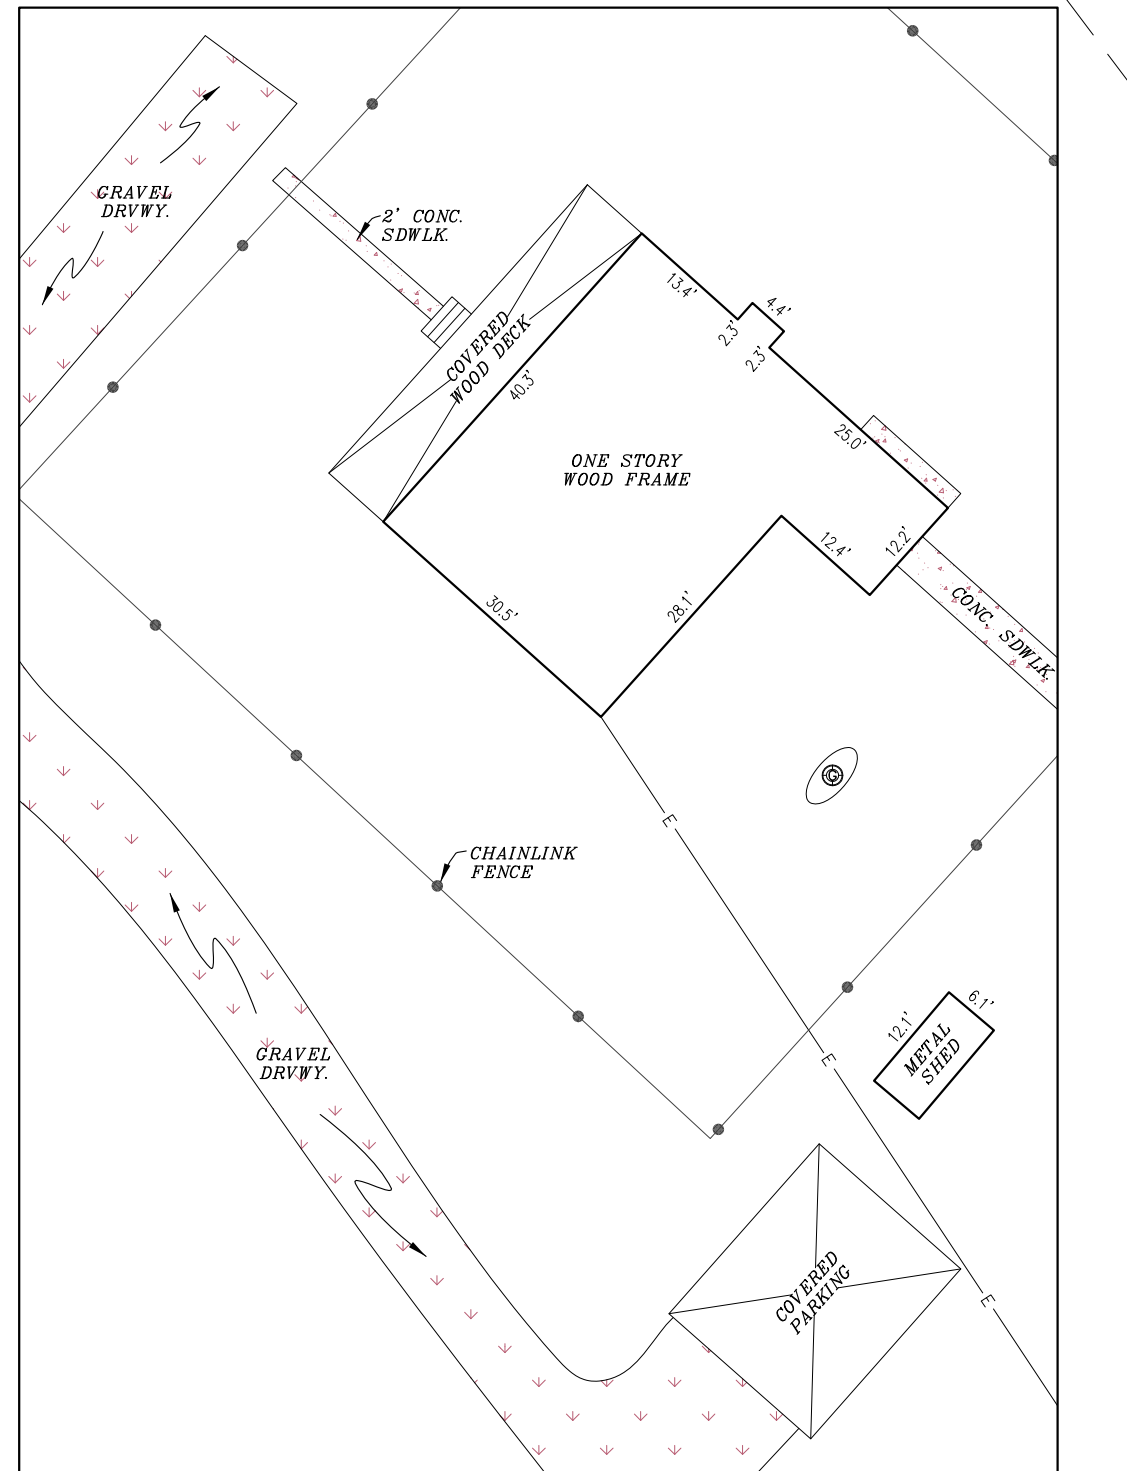 GRAVEL
DRVWY.
2' CONC.
SDWLK.
COVERED
WOOD DECK
13.4'
4.4'
2.3'
2.3'
40.3'
25.0'
ONE STORY
WOOD FRAME
12.4'
12.2'
30.5'
28.1'
CONC. SDWLK.
G
E
CHAINLINK
FENCE
6.1'
12.1'
METAL
SHED
E
GRAVEL
DRVWY.
COVERED
PARKING
E